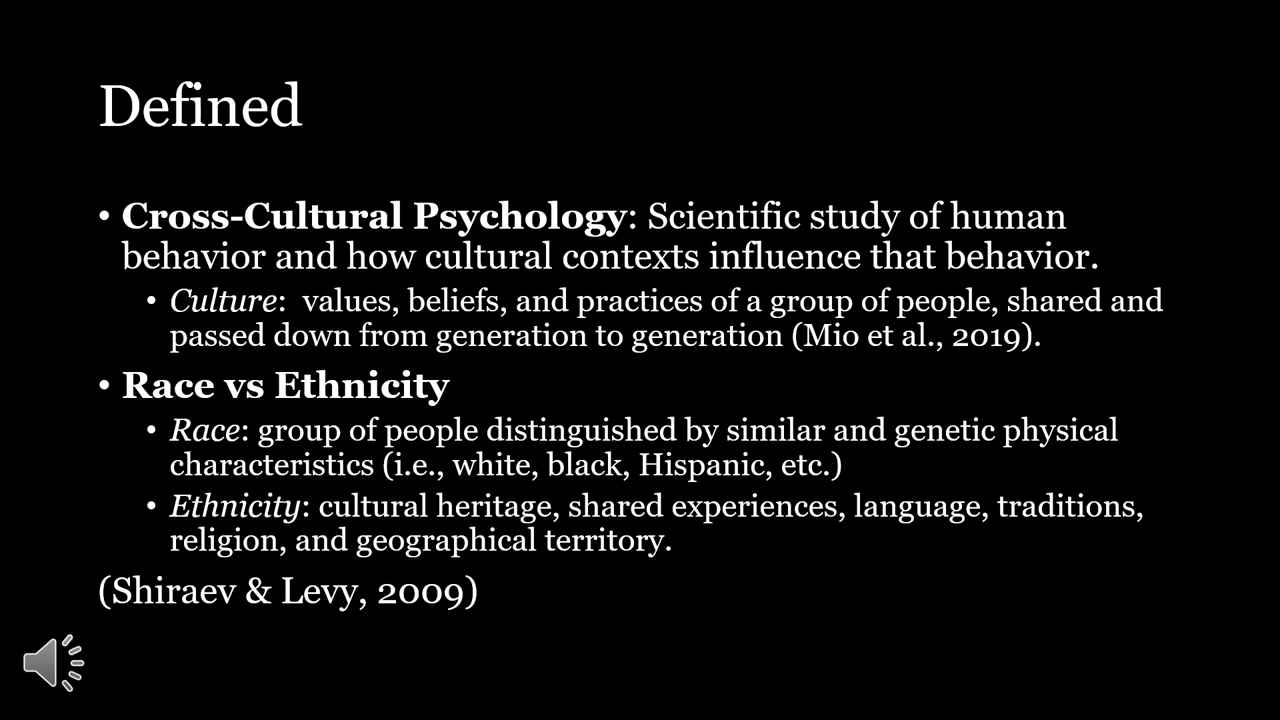 Defined
• Cross-Cultural Psychology: Scientific study of human
behavior and how cultural contexts influence that behavior.
• Culture:  values, beliefs, and practices of a group of people, shared and
passed down from generation to generation (Mio et al., 2019).
• Race vs Ethnicity
• Race: group of people distinguished by similar and genetic physical
characteristics (i.e., white, black, Hispanic, etc.)
• Ethnicity: cultural heritage, shared experiences, language, traditions,
religion, and geographical territory.
(Shiraev & Levy, 2009)